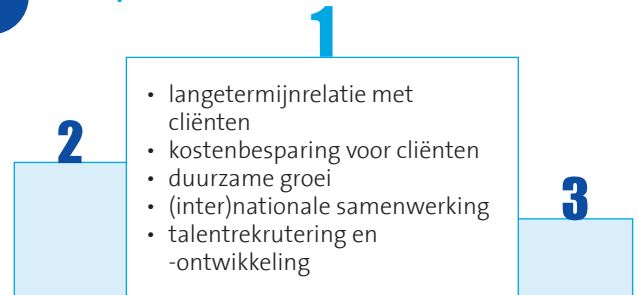 1
• langetermijnrelatie met
cliënten
• kostenbesparing voor cliënten
• duurzame groei
• (inter)nationale samenwerking
• talentrekrutering en
-ontwikkeling
2
3